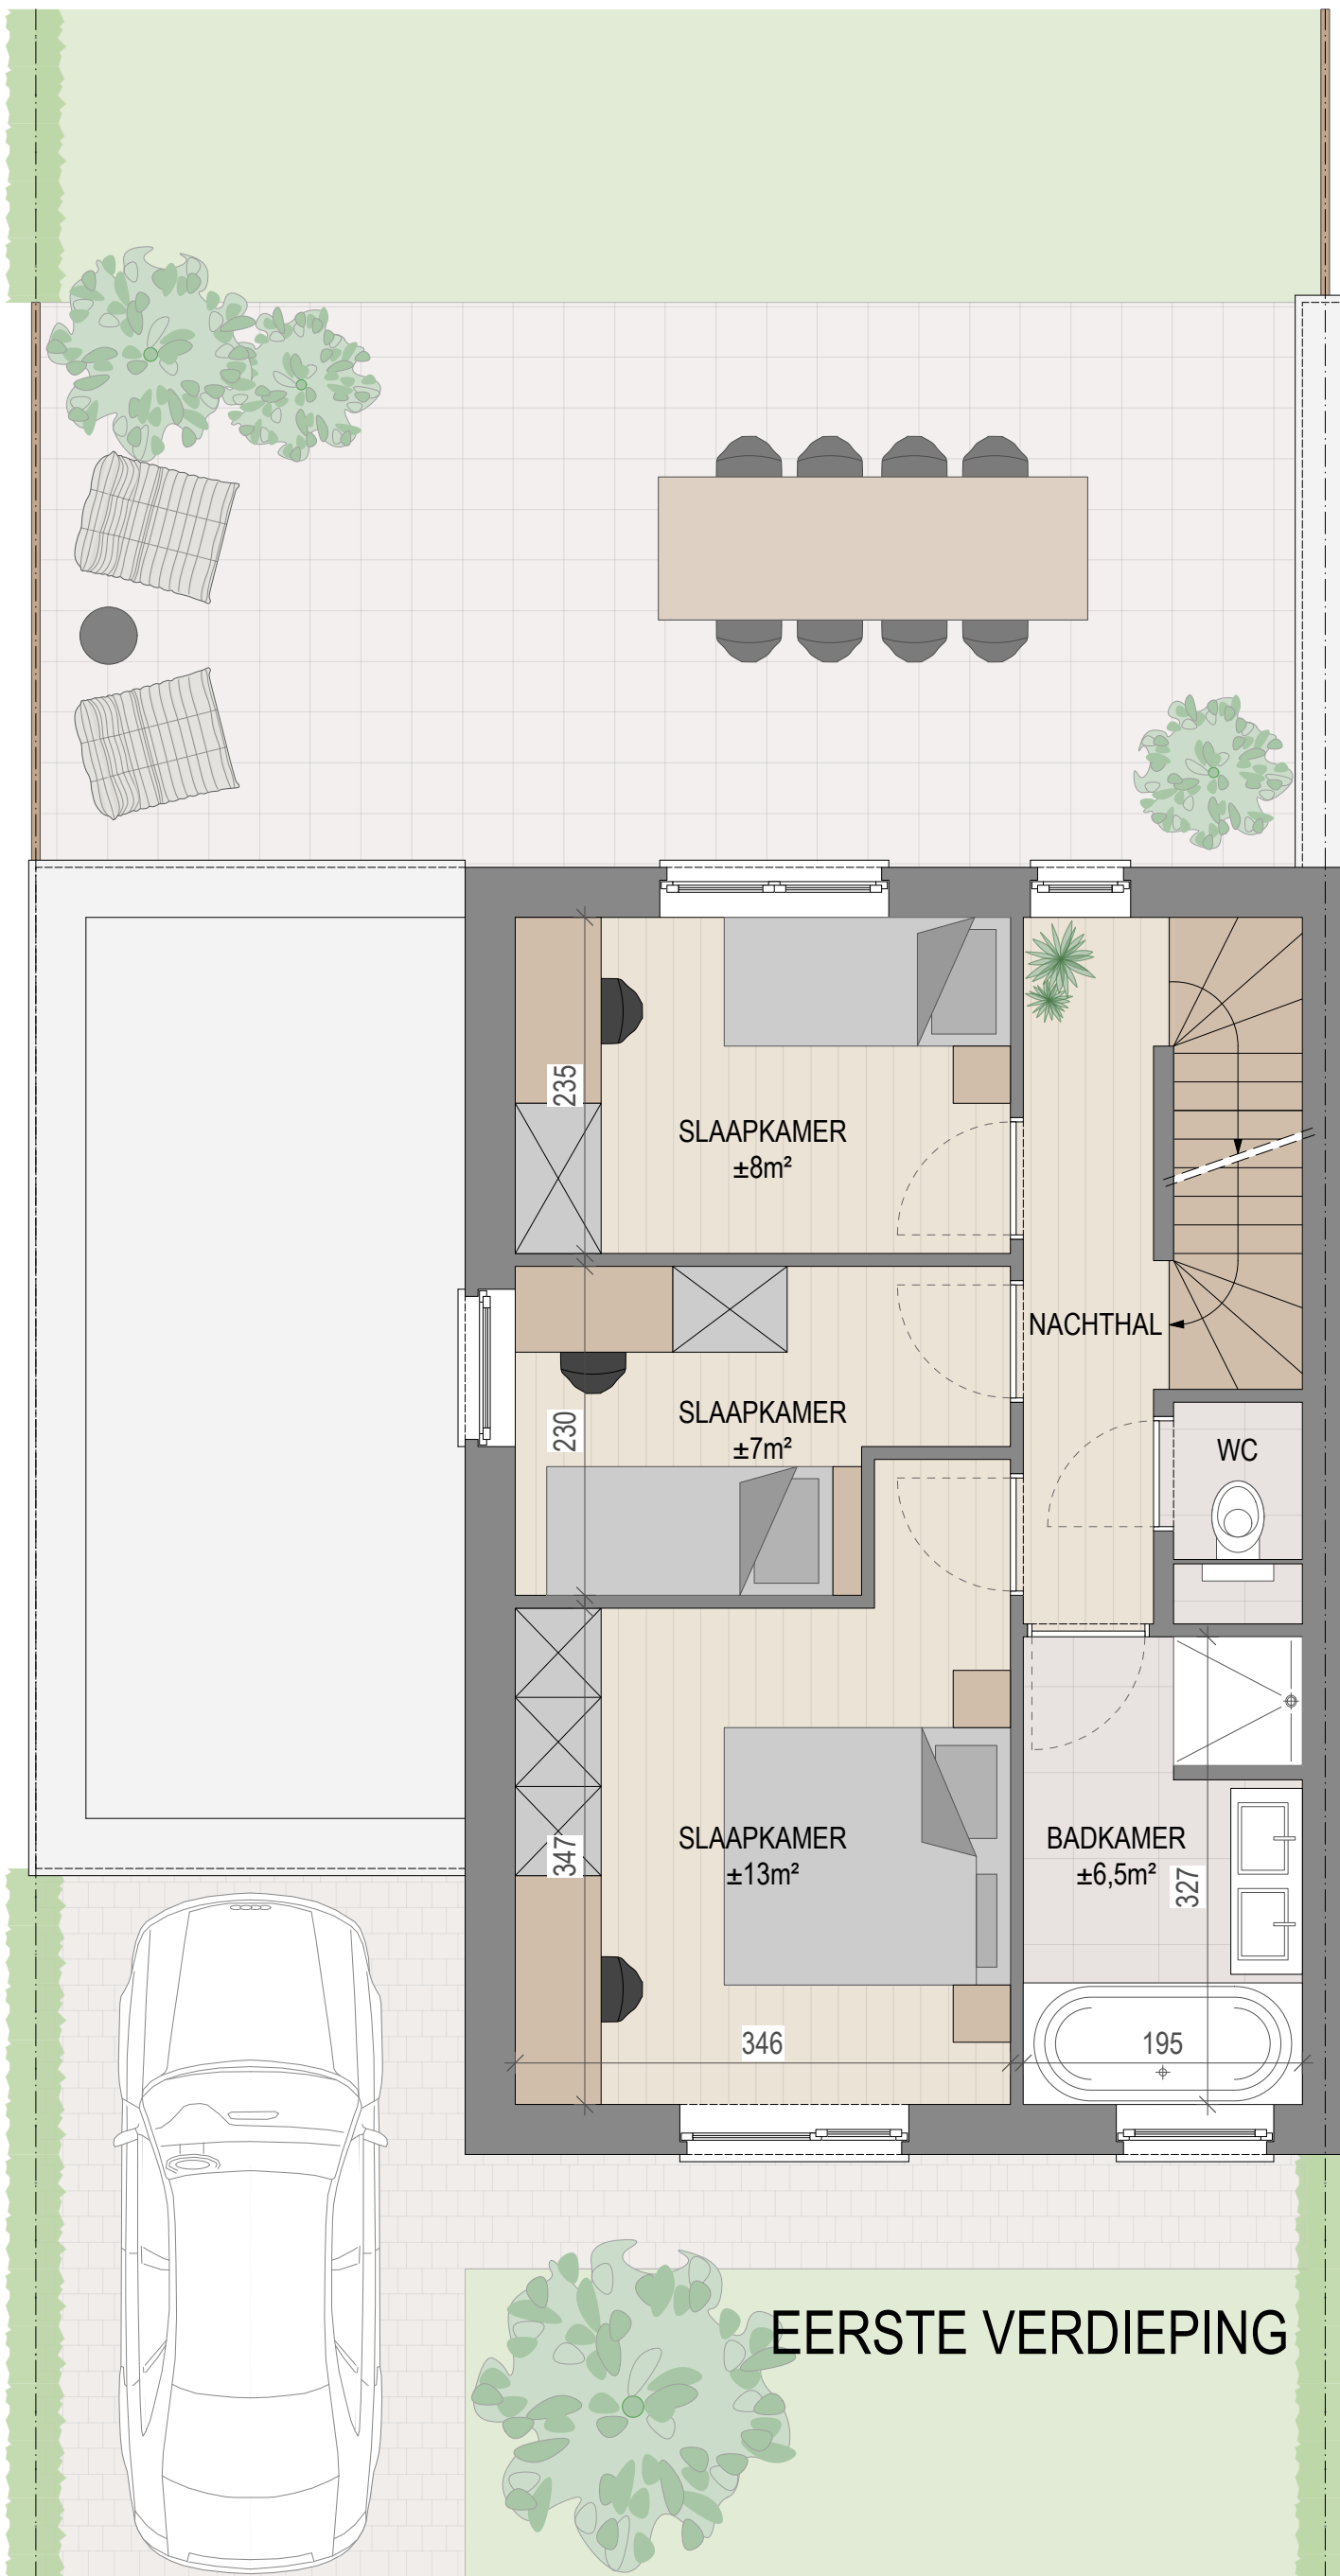 235
SLAAPKAMER
±8m²
NACHTHAL
SLAAPKAMER
±7m²
230
WC
SLAAPKAMER
±13m²
347
BADKAMER
±6,5m²
327
346
195
EERSTE VERDIEPING